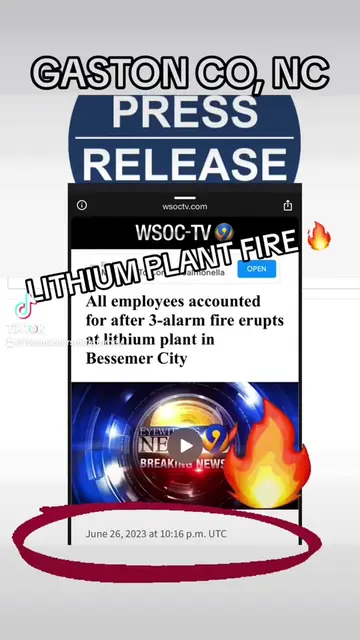 GASTON CO, NC
PRESS
RELEASE
wsoctv.com
WSOC-TV 9
LITHIUM PLANT FIRE
OPEN
All employees accounted
for after 3-alarm fire erupts
at lithium plant in
Bessemer City
TikTok
EYEWITNESS
NEWS 9
BREAKING NEWS
June 26, 2023 at 10:16 p.m. UTC